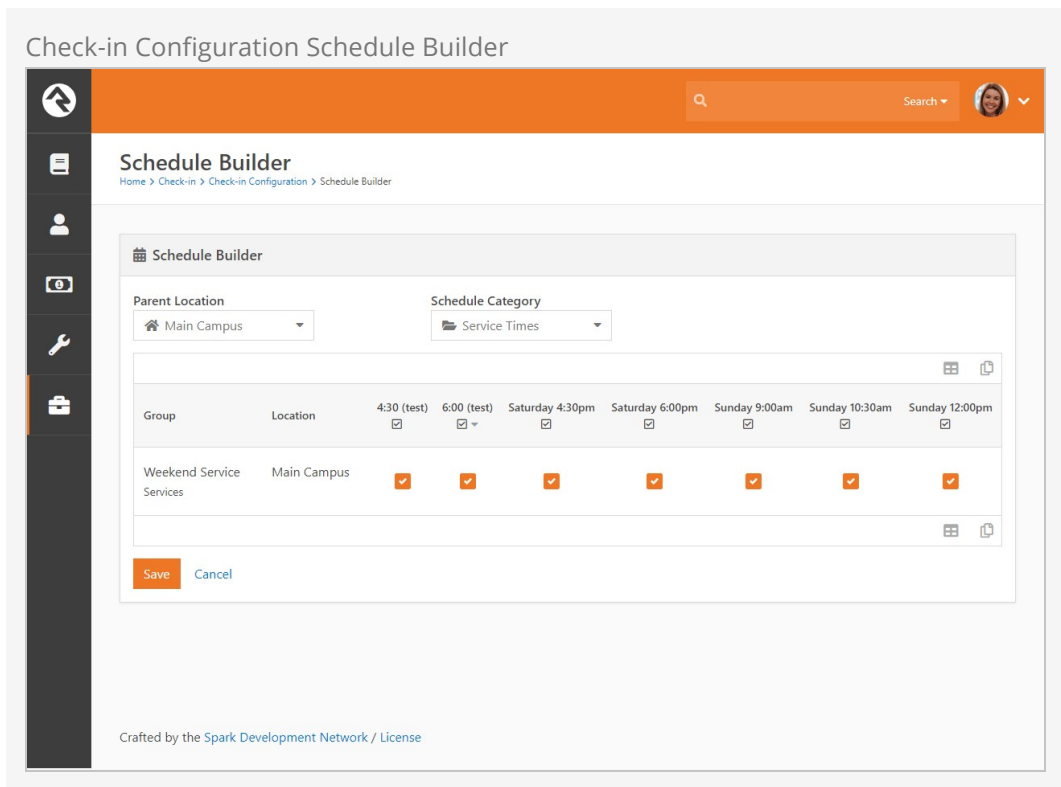 Check-in Configuration Schedule Builder
Search
Schedule Builder
Home > Check-in > Check-in Configuration > Schedule Builder
Schedule Builder
Parent Location Schedule Category
Main Campus Service Times
Group Location 4:30 (test) 6:00 (test) Saturday 4:30pm Saturday 6:00pm Sunday 9:00am Sunday 10:30am Sunday 12:00pm
Weekend Service Main Campus
Services
Save Cancel
Crafted by the Spark Development Network / License